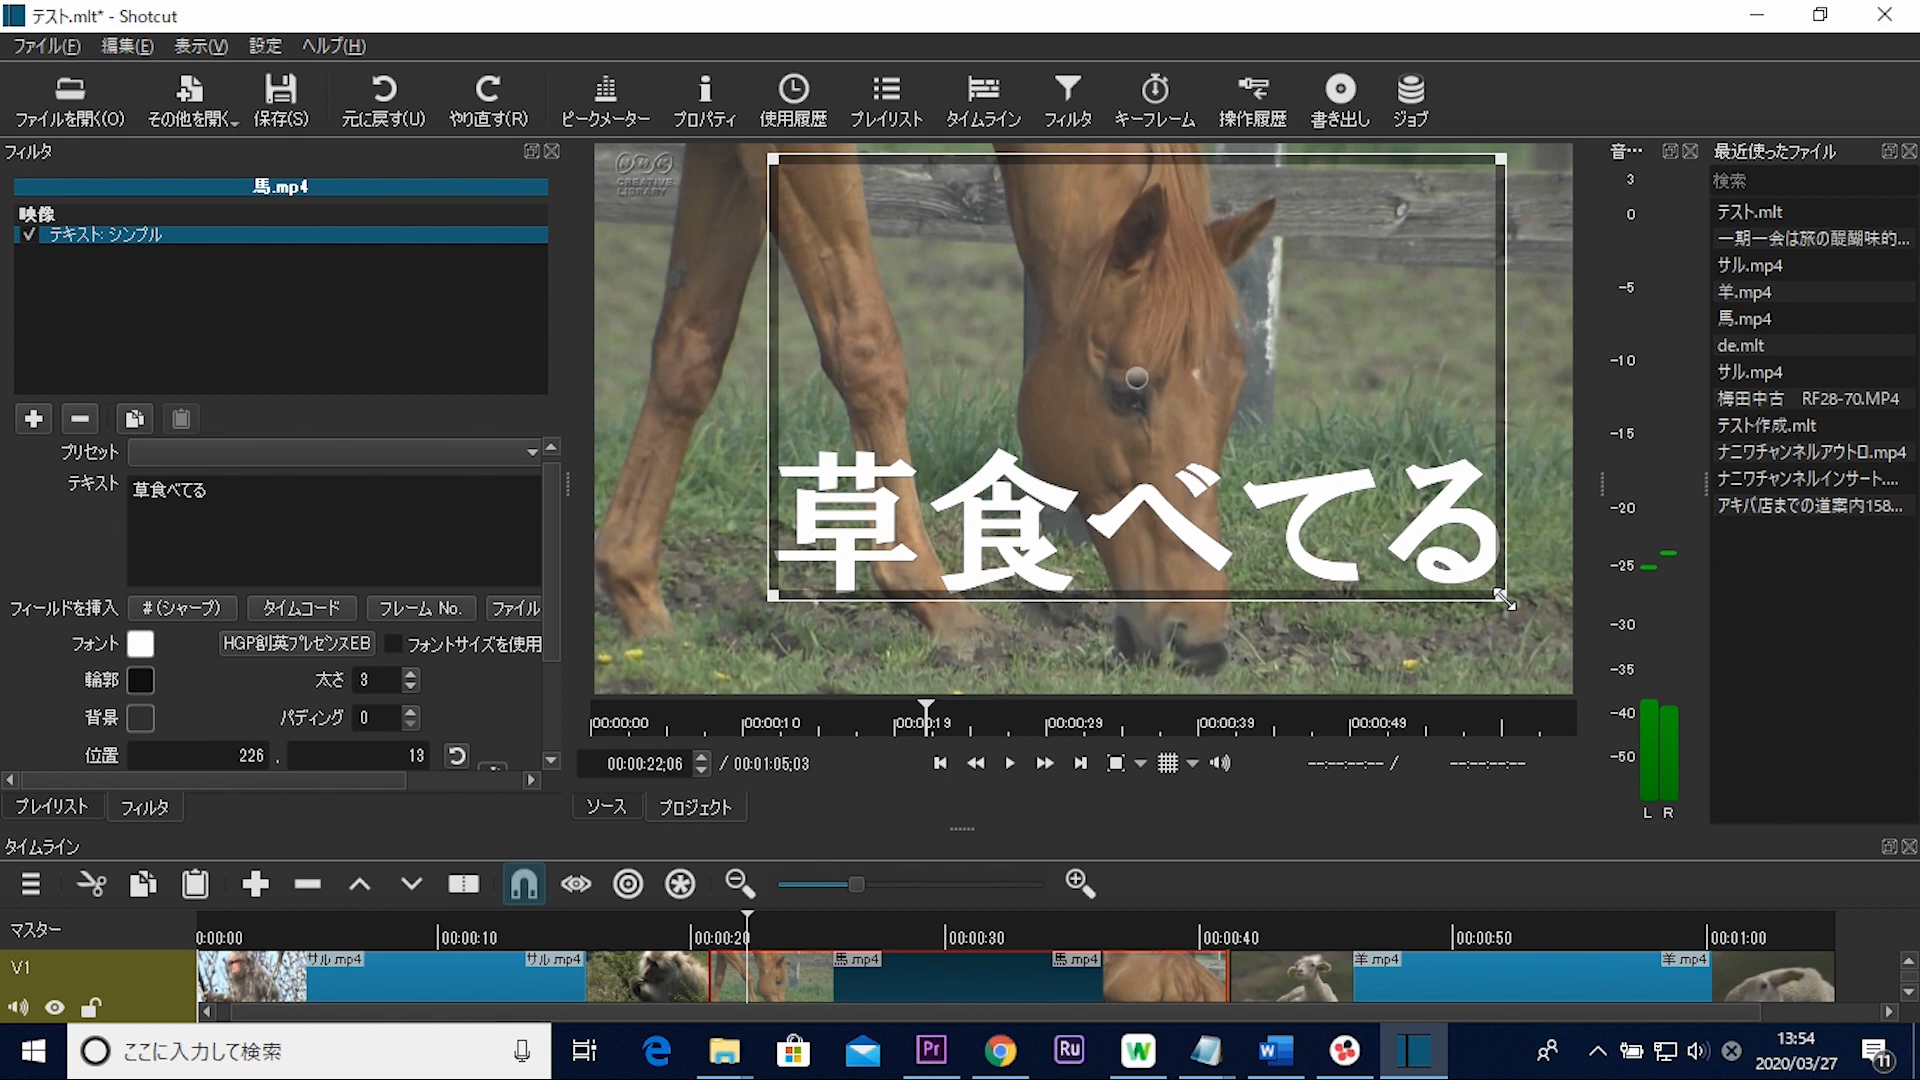 テスト.mlt* - Shotcut
ファイル(F) 編集(E) 表示(V) 設定 ヘルプ(H)
ファイルを開く(O) その他を開く 保存(S) 元に戻す(U) やり直す(R) ピークメーター プロパティ 使用履歴 プレイリスト タイムライン フィルタ キーフレーム 操作履歴 書き出し ジョブ
フィルタ
馬.mp4
映像
テキスト: シンプル
プリセット
テキスト
草食べてる
フィールドを挿入 #(シャープ) タイムコード フレーム No. ファイル
フォント HGP創英プレゼンスEB フォントサイズを使用
輪郭 太さ 3
背景 パディング 0
位置 226 , 13
プレイリスト フィルタ
NHK
CREATIVE
LIBRARY
草食べてる
00:00:00 00:00:10 00:00:19 00:00:29 00:00:39 00:00:49
00:00:22;06 / 00:01:05;03 --:--:--:-- / --:--:--:--
ソース プロジェクト
音…
3
0
-5
-10
-15
-20
-25
-30
-35
-40
-50
L R
最近使ったファイル
検索
テスト.mlt
一期一会は旅の醍醐味的...
サル.mp4
羊.mp4
馬.mp4
de.mlt
サル.mp4
梅田中古 RF28-70.MP4
テスト作成.mlt
ナニワチャンネルアウトロ.mp4
ナニワチャンネルインサート....
アキバ店までの道案内158...
タイムライン
マスター
0:00:00 00:00:10 00:00:20 00:00:30 00:00:40 00:00:50 00:01:00
V1
サル.mp4 サル.mp4 馬.mp4 馬.mp4 羊.mp4 羊.mp4
ここに入力して検索
Pr
Ru
W
W
13:54
2020/03/27
11